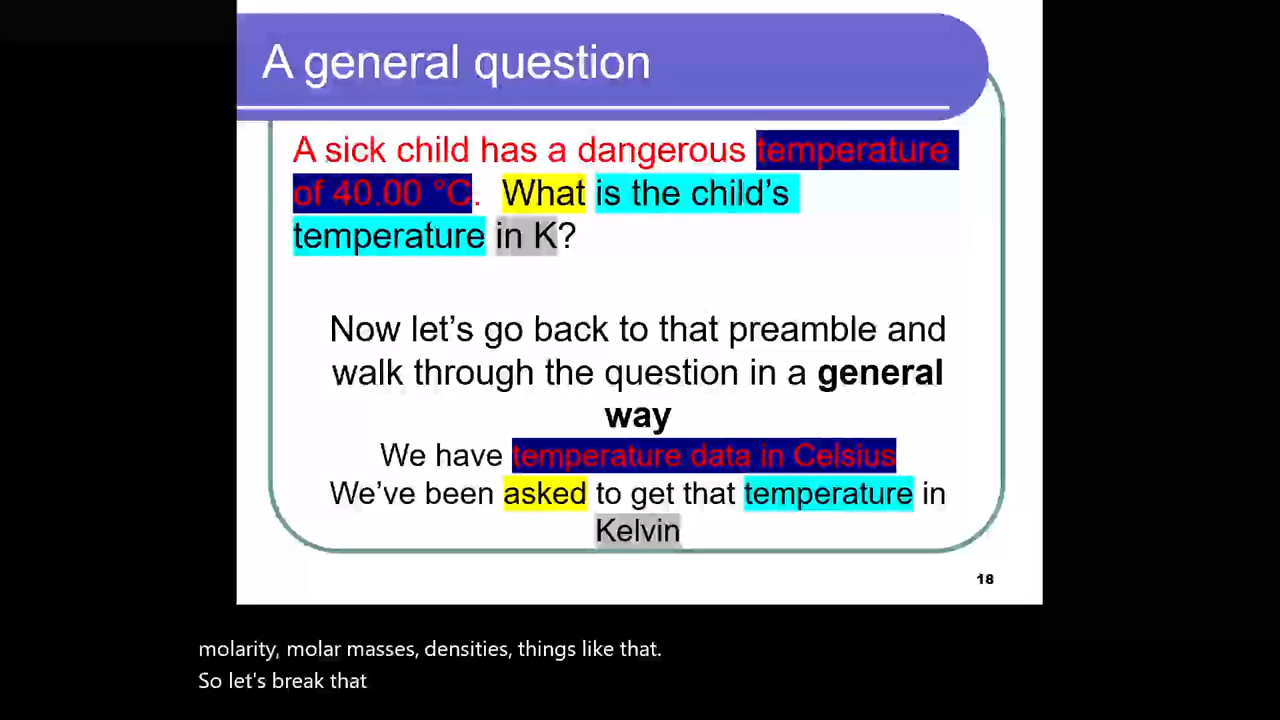 A general question
A sick child has a dangerous temperature
of 40.00 °C. What is the child’s
temperature in K?
Now let’s go back to that preamble and
walk through the question in a general
way
We have temperature data in Celsius
We’ve been asked to get that temperature in
Kelvin
18
molarity, molar masses, densities, things like that.
So let's break that